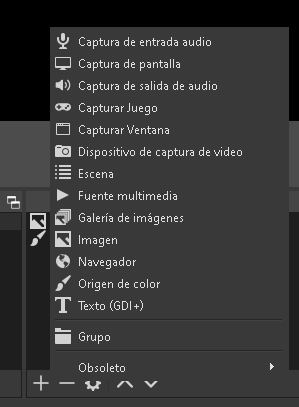 Captura de entrada audio
Captura de pantalla
Captura de salida de audio
Capturar Juego
Capturar Ventana
Dispositivo de captura de video
Escena
Fuente multimedia
Galería de imágenes
Imagen
Navegador
Origen de color
Texto (GDI+)
Grupo
Obsoleto